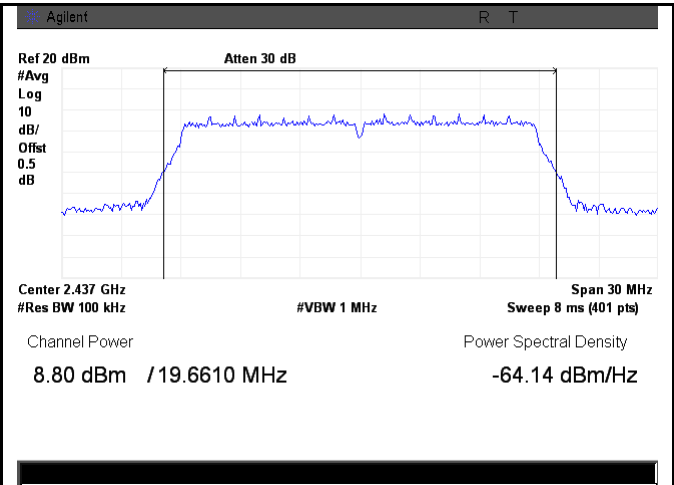 Agilent R T
Ref 20 dBm Atten 30 dB
#Avg
Log
10
dB/
Offst
0.5
dB
Center 2.437 GHz Span 30 MHz
#Res BW 100 kHz #VBW 1 MHz Sweep 8 ms (401 pts)
Channel Power Power Spectral Density
8.80 dBm / 19.6610 MHz -64.14 dBm/Hz